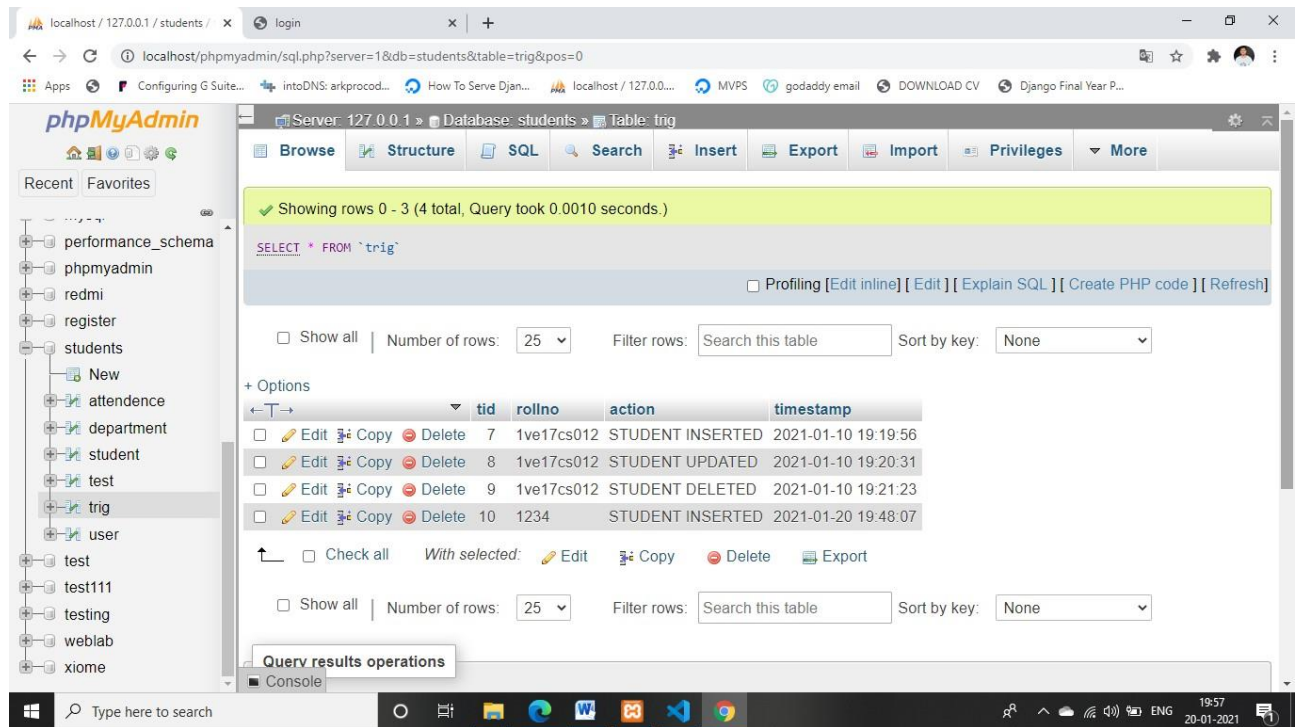 localhost / 127.0.0.1 / students / login
localhost/phpmyadmin/sql.php?server=1&db=students&table=trig&pos=0
Apps Configuring G Suite... intoDNS: arkprocod... How To Serve Djan... localhost / 127.0.0.... MVPS godaddy email DOWNLOAD CV Django Final Year P...
phpMyAdmin
Recent Favorites
performance_schema
phpmyadmin
redmi
register
students
New
attendence
department
student
test
trig
user
test
test111
testing
weblab
xiome
Server: 127.0.0.1 » Database: students » Table: trig
Browse Structure SQL Search Insert Export Import Privileges More
Showing rows 0 - 3 (4 total, Query took 0.0010 seconds.)
SELECT * FROM `trig`
Profiling [Edit inline] [ Edit ] [ Explain SQL ] [ Create PHP code ] [ Refresh]
Show all | Number of rows: 25 Filter rows: Search this table Sort by key: None
+ Options
←T→ tid rollno action timestamp
Edit Copy Delete 7 1ve17cs012 STUDENT INSERTED 2021-01-10 19:19:56
Edit Copy Delete 8 1ve17cs012 STUDENT UPDATED 2021-01-10 19:20:31
Edit Copy Delete 9 1ve17cs012 STUDENT DELETED 2021-01-10 19:21:23
Edit Copy Delete 10 1234 STUDENT INSERTED 2021-01-20 19:48:07
Check all With selected: Edit Copy Delete Export
Show all | Number of rows: 25 Filter rows: Search this table Sort by key: None
Query results operations
Console
Type here to search
ENG
19:57
20-01-2021